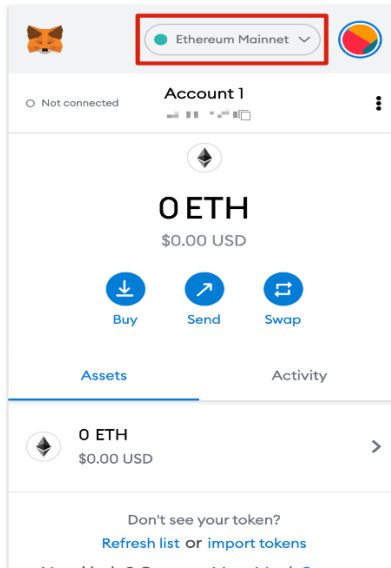 Ethereum Mainnet
Not connected
Account 1
0 ETH
$0.00 USD
Buy Send Swap
Assets Activity
0 ETH
$0.00 USD
Don't see your token?
Refresh list or import tokens